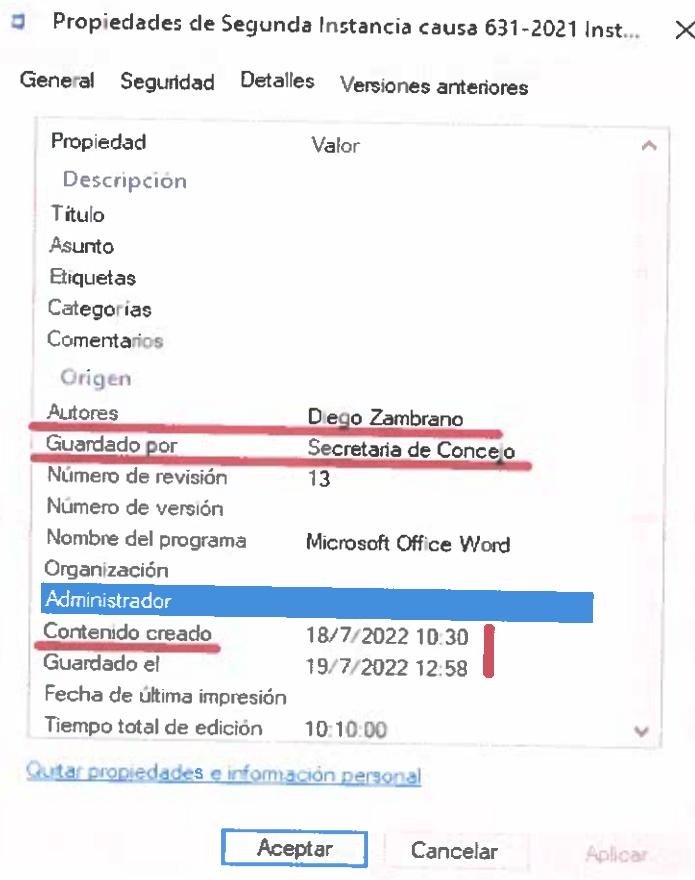 Propiedades de Segunda Instancia causa 631-2021 Inst...
General Seguridad Detalles Versiones anteriores
Propiedad Valor
Descripción
Título
Asunto
Etiquetas
Categorías
Comentarios
Origen
Autores Diego Zambrano
Guardado por Secretaria de Concejo
Número de revisión 13
Número de versión
Nombre del programa Microsoft Office Word
Organización
Administrador
Contenido creado 18/7/2022 10:30
Guardado el 19/7/2022 12:58
Fecha de última impresión
Tiempo total de edición 10:10:00
Quitar propiedades e información personal
Aceptar Cancelar Aplicar